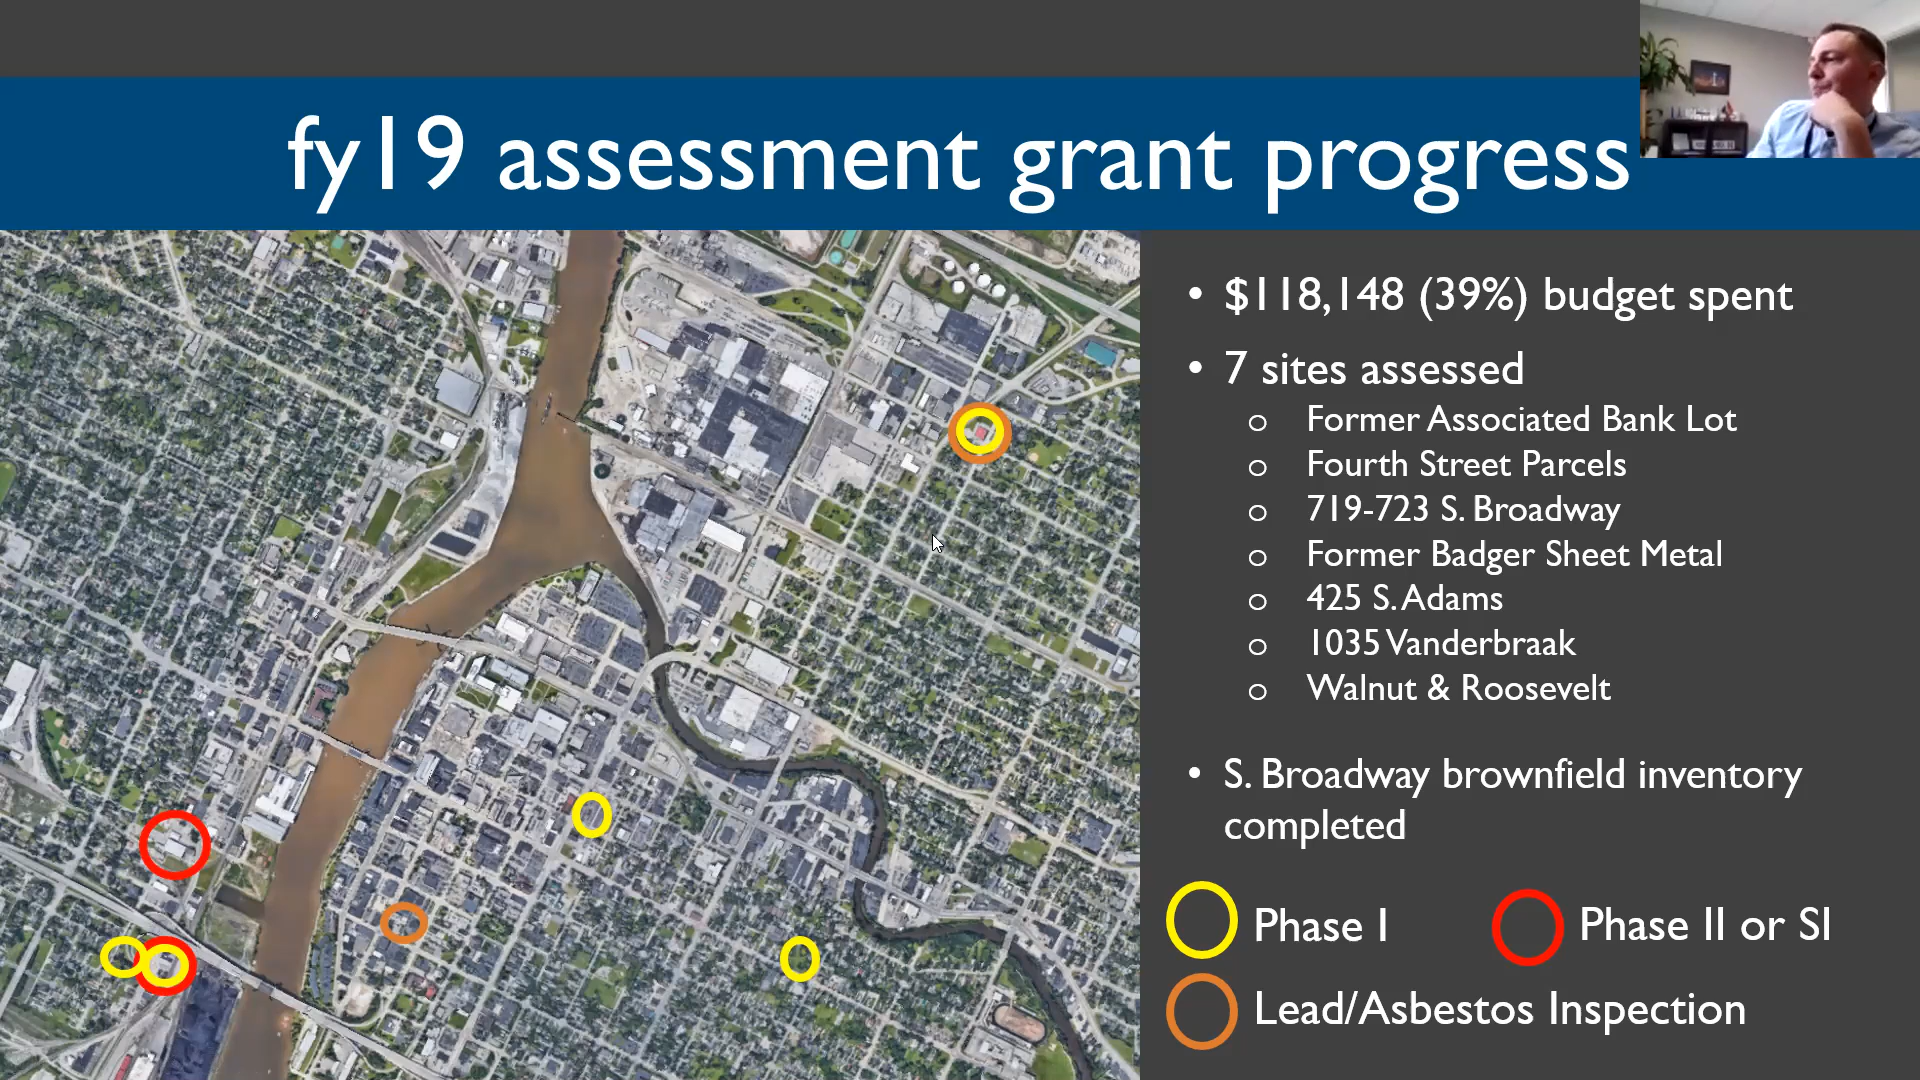 fy19 assessment grant progress
• $118,148 (39%) budget spent
• 7 sites assessed
o Former Associated Bank Lot
o Fourth Street Parcels
o 719-723 S. Broadway
o Former Badger Sheet Metal
o 425 S. Adams
o 1035 Vanderbraak
o Walnut & Roosevelt
• S. Broadway brownfield inventory
completed
Phase I
Phase II or SI
Lead/Asbestos Inspection